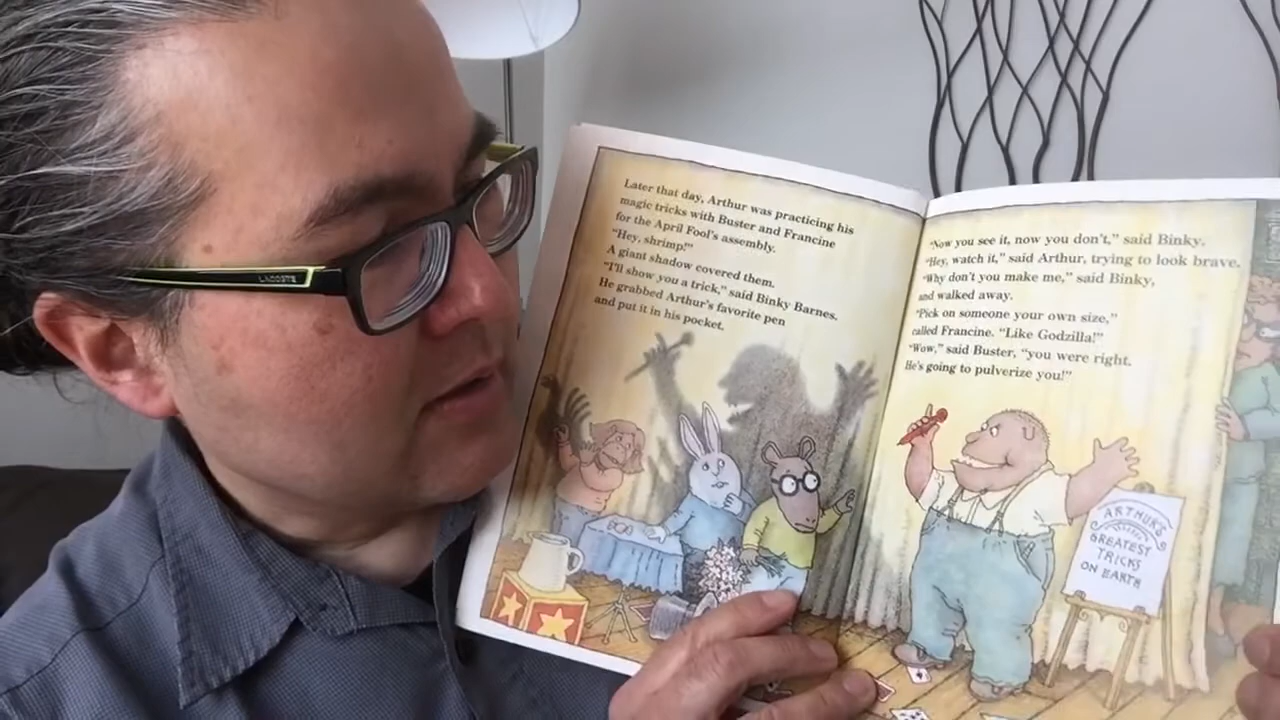 LACOSTE
Later that day, Arthur was practicing his
magic tricks with Buster and Francine
for the April Fool's assembly.
"Hey, shrimp!"
A giant shadow covered them.
"I'll show you a trick," said Binky Barnes.
He grabbed Arthur's favorite pen
and put it in his pocket.
"Now you see it, now you don't," said Binky.
"Hey, watch it," said Arthur, trying to look brave.
"Why don't you make me," said Binky,
and walked away.
"Pick on someone your own size,"
called Francine. "Like Godzilla!"
"Wow," said Buster, "you were right.
He's going to pulverize you!"
ARTHUR'S
GREATEST
TRICKS
ON EARTH